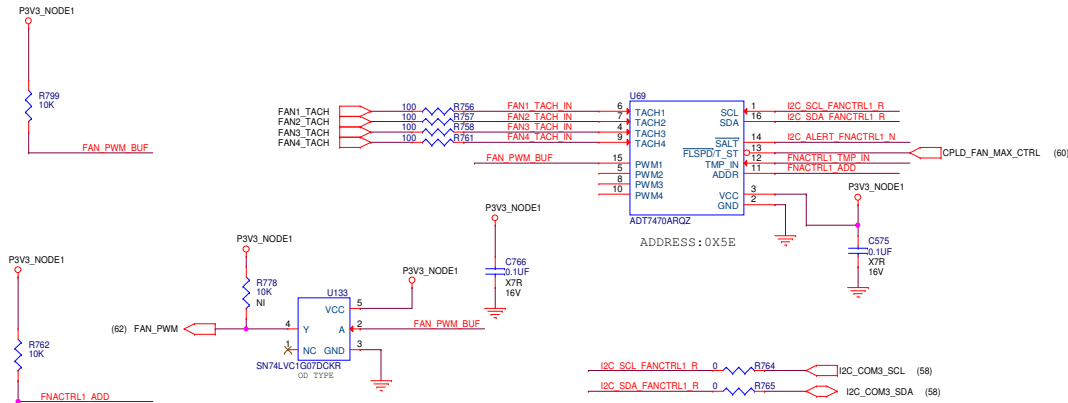 P3V3_NODE1
R799
10K
FAN_PWM_BUF
FAN1_TACH
FAN2_TACH
FAN3_TACH
FAN4_TACH
100 R756 FAN1_TACH_IN
100 R757 FAN2_TACH_IN
100 R758 FAN3_TACH_IN
100 R761 FAN4_TACH_IN
FAN_PWM_BUF
U69
6 TACH1
7 TACH2
4 TACH3
9 TACH4
15 PWM1
5 PWM2
8 PWM3
10 PWM4
SCL 1 I2C_SCL_FANCTRL1_R
SDA 16 I2C_SDA_FANCTRL1_R
SALT 14 I2C_ALERT_FNACTRL1_N
FLSPD/T_ST 13 CPLD_FAN_MAX_CTRL (60)
TMP_IN 12 FNACTRL1_TMP_IN
ADDR 11 FNACTRL1_ADD
VCC 3
GND 2
ADT7470ARQZ
ADDRESS:0X5E
P3V3_NODE1
C575
0.1UF
X7R
16V
P3V3_NODE1
C766
0.1UF
X7R
16V
P3V3_NODE1
R762
10K
FNACTRL1_ADD
P3V3_NODE1
R778
10K
NI
(62) FAN_PWM
U133
P3V3_NODE1
VCC 5
4 Y
A 2 FAN_PWM_BUF
1 NC
GND 3
SN74LVC1G07DCKR
OD TYPE
I2C_SCL_FANCTRL1_R 0 R764 I2C_COM3_SCL (58)
I2C_SDA_FANCTRL1_R 0 R765 I2C_COM3_SDA (58)